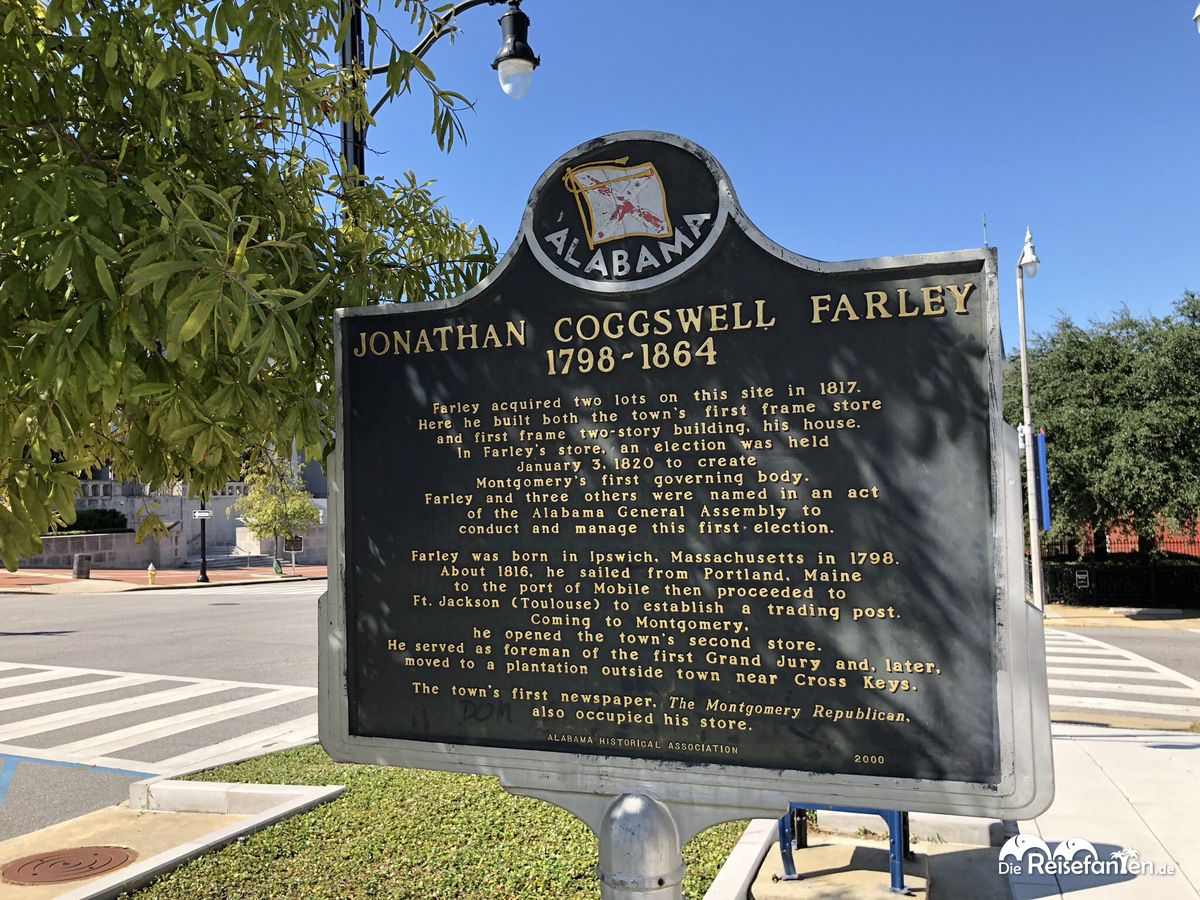 ALABAMA
JONATHAN COGGSWELL FARLEY
1798-1864
Farley acquired two lots on this site in 1817.
Here he built both the town's first frame store
and first frame two-story building, his house.
In Farley's store, an election was held
January 3, 1820 to create
Montgomery's first governing body.
Farley and three others were named in an act
of the Alabama General Assembly to
conduct and manage this first election.
Farley was born in Ipswich, Massachusetts in 1798.
About 1816, he sailed from Portland, Maine
to the port of Mobile then proceeded to
Ft. Jackson (Toulouse) to establish a trading post.
Coming to Montgomery,
he opened the town's second store.
He served as foreman of the first Grand Jury and, later,
moved to a plantation outside town near Cross Keys.
The town's first newspaper, The Montgomery Republican,
also occupied his store.
DOM
ALABAMA HISTORICAL ASSOCIATION
2000
Die Reisefanten.de